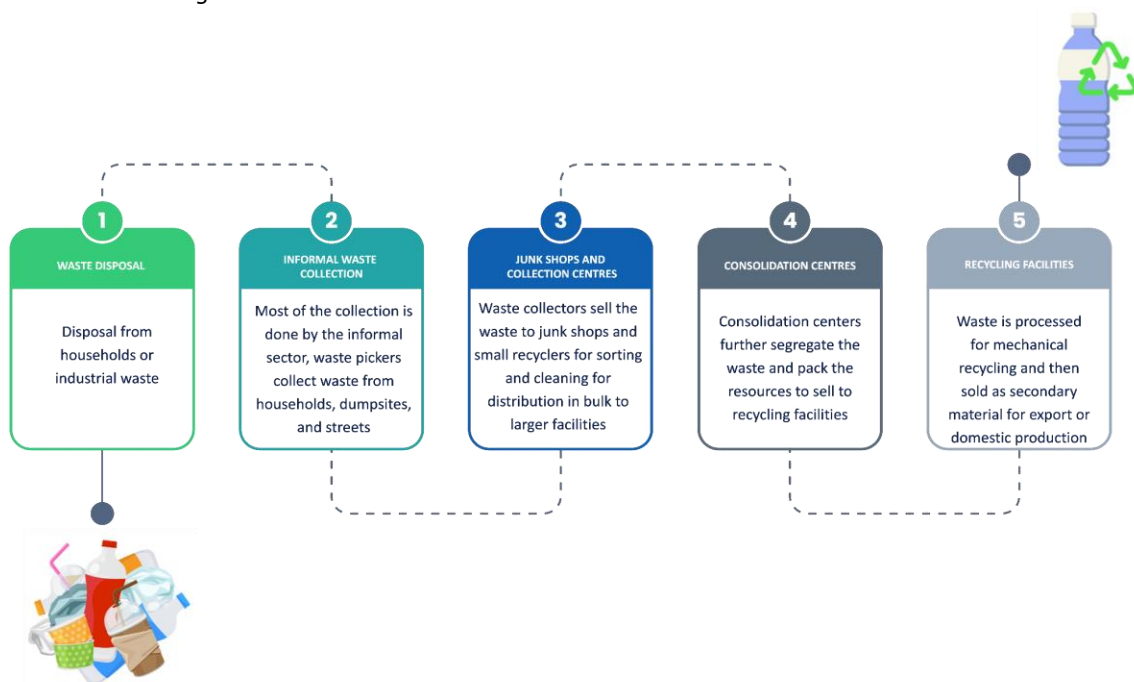 1
WASTE DISPOSAL
Disposal from
households or
industrial waste
2
INFORMAL WASTE
COLLECTION
Most of the collection is
done by the informal
sector, waste pickers
collect waste from
households, dumpsites,
and streets
3
JUNK SHOPS AND
COLLECTION CENTRES
Waste collectors sell the
waste to junk shops and
small recyclers for sorting
and cleaning for
distribution in bulk to
larger facilities
4
CONSOLIDATION CENTRES
Consolidation centers
further segregate the
waste and pack the
resources to sell to
recycling facilities
5
RECYCLING FACILITIES
Waste is processed
for mechanical
recycling and then
sold as secondary
material for export or
domestic production